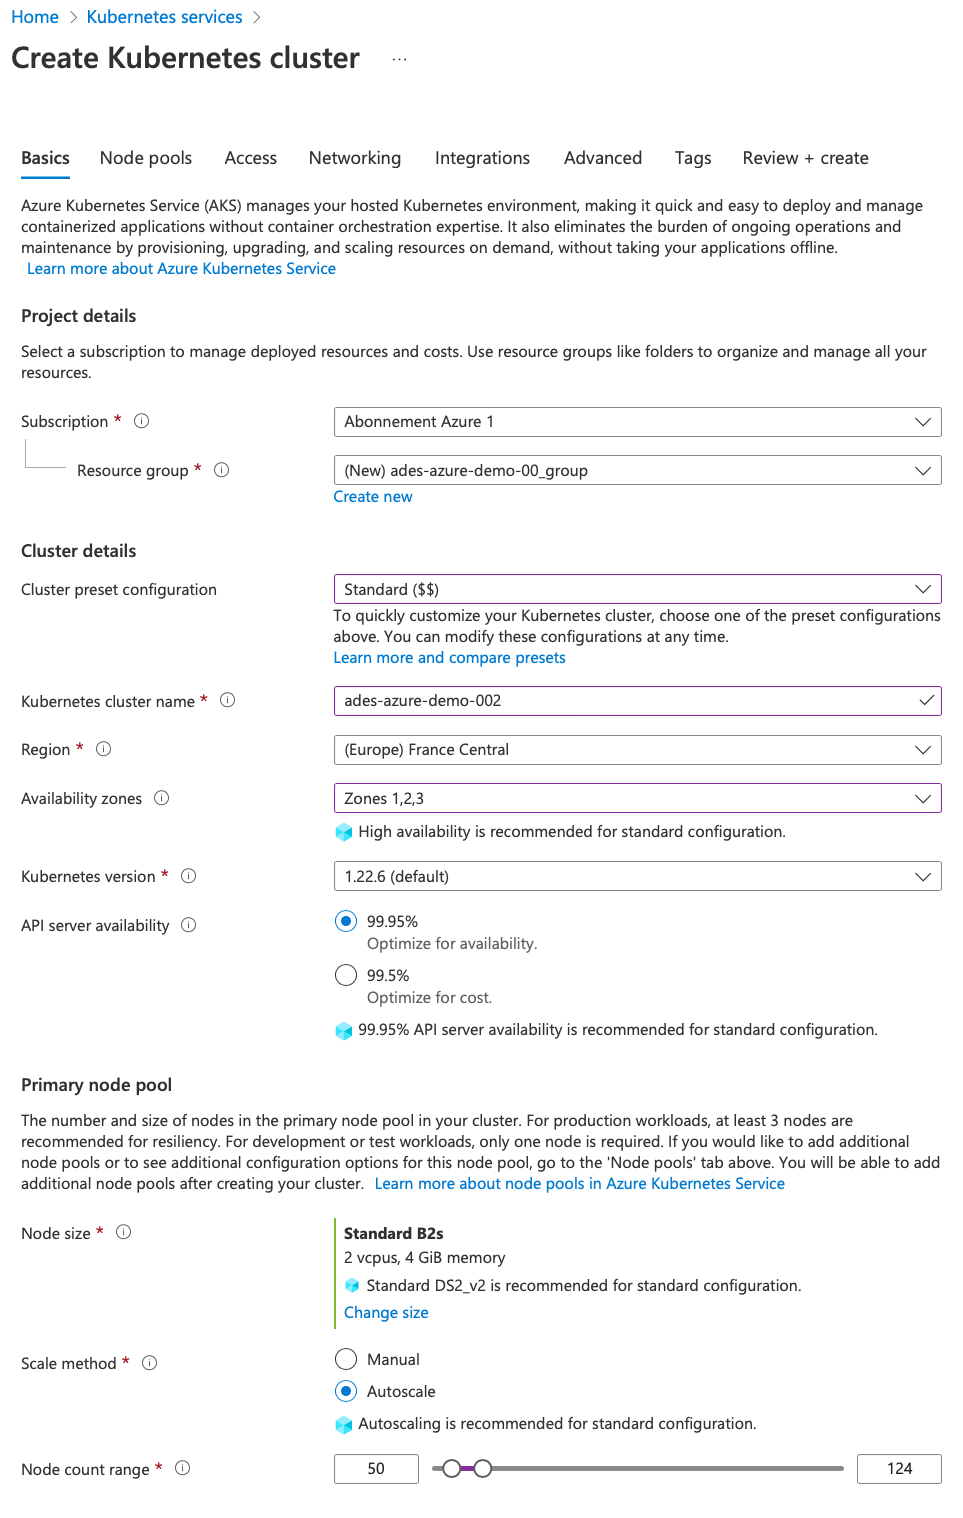 Home > Kubernetes services >
Create Kubernetes cluster ...
Basics Node pools Access Networking Integrations Advanced Tags Review + create
Azure Kubernetes Service (AKS) manages your hosted Kubernetes environment, making it quick and easy to deploy and manage
containerized applications without container orchestration expertise. It also eliminates the burden of ongoing operations and
maintenance by provisioning, upgrading, and scaling resources on demand, without taking your applications offline.
Learn more about Azure Kubernetes Service
Project details
Select a subscription to manage deployed resources and costs. Use resource groups like folders to organize and manage all your
resources.
Subscription * Abonnement Azure 1
Resource group * (New) ades-azure-demo-00_group
Create new
Cluster details
Cluster preset configuration Standard ($$)
To quickly customize your Kubernetes cluster, choose one of the preset configurations
above. You can modify these configurations at any time.
Learn more and compare presets
Kubernetes cluster name * ades-azure-demo-002
Region * (Europe) France Central
Availability zones Zones 1,2,3
High availability is recommended for standard configuration.
Kubernetes version * 1.22.6 (default)
API server availability 99.95%
Optimize for availability.
99.5%
Optimize for cost.
99.95% API server availability is recommended for standard configuration.
Primary node pool
The number and size of nodes in the primary node pool in your cluster. For production workloads, at least 3 nodes are
recommended for resiliency. For development or test workloads, only one node is required. If you would like to add additional
node pools or to see additional configuration options for this node pool, go to the 'Node pools' tab above. You will be able to add
additional node pools after creating your cluster. Learn more about node pools in Azure Kubernetes Service
Node size * Standard B2s
2 vcpus, 4 GiB memory
Standard DS2_v2 is recommended for standard configuration.
Change size
Scale method * Manual
Autoscale
Autoscaling is recommended for standard configuration.
Node count range * 50 124